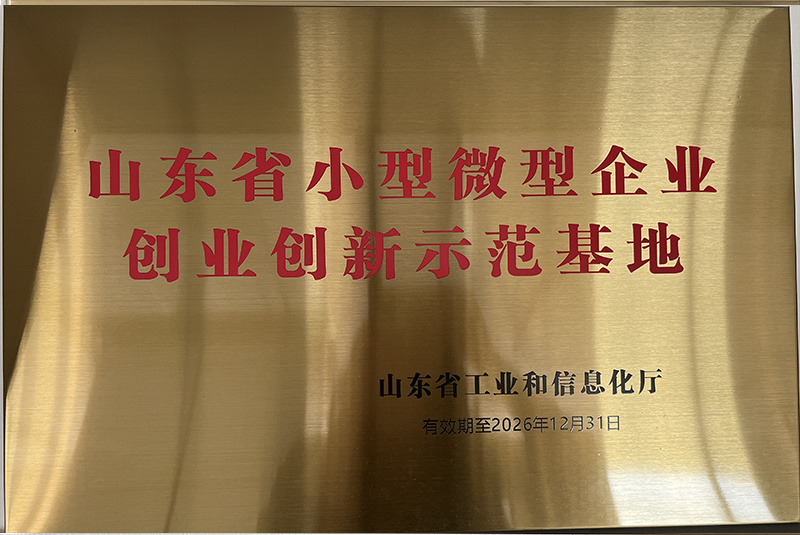 山东省小型微型企业
创业创新示范基地
山东省工业和信息化厅
有效期至2026年12月31日